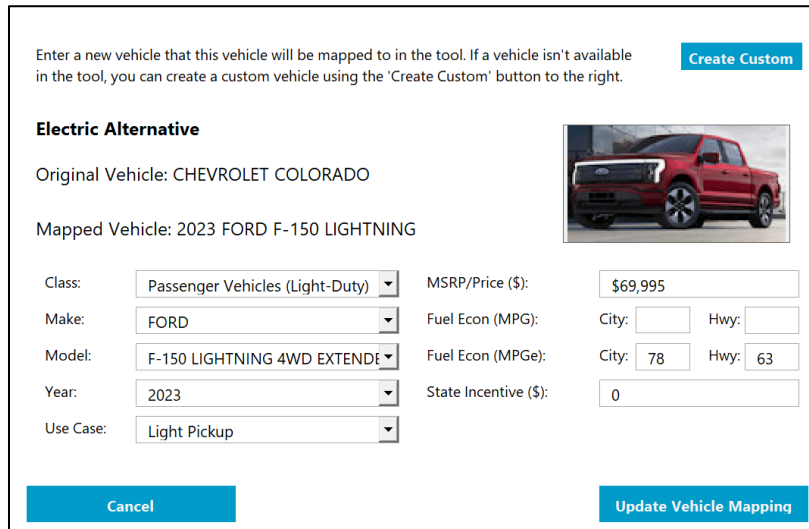 Enter a new vehicle that this vehicle will be mapped to in the tool. If a vehicle isn't available
in the tool, you can create a custom vehicle using the 'Create Custom' button to the right.
Create Custom
Electric Alternative
Original Vehicle: CHEVROLET COLORADO
Mapped Vehicle: 2023 FORD F-150 LIGHTNING
Class: Passenger Vehicles (Light-Duty)
MSRP/Price ($): $69,995
Make: FORD
Fuel Econ (MPG): City: Hwy:
Model: F-150 LIGHTNING 4WD EXTENDE
Fuel Econ (MPGe): City: 78 Hwy: 63
Year: 2023
State Incentive ($): 0
Use Case: Light Pickup
Cancel
Update Vehicle Mapping